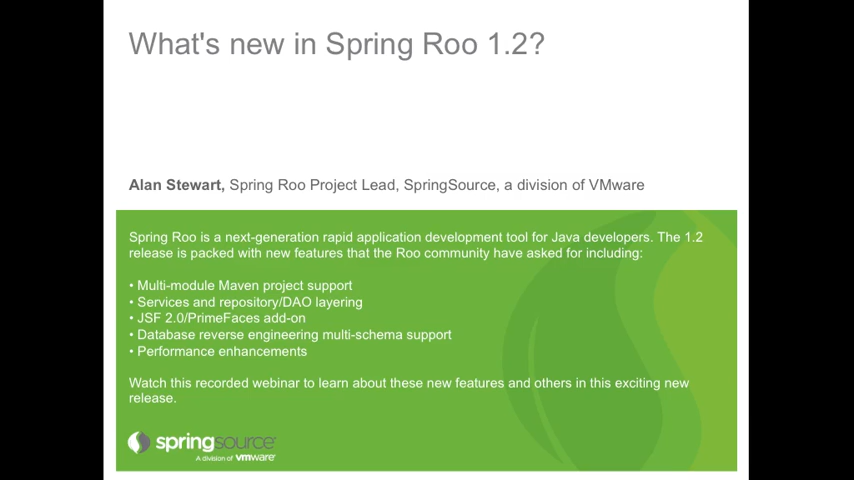 What's new in Spring Roo 1.2?
Alan Stewart, Spring Roo Project Lead, SpringSource, a division of VMware
Spring Roo is a next-generation rapid application development tool for Java developers. The 1.2
release is packed with new features that the Roo community have asked for including:
• Multi-module Maven project support
• Services and repository/DAO layering
• JSF 2.0/PrimeFaces add-on
• Database reverse engineering multi-schema support
• Performance enhancements
Watch this recorded webinar to learn about these new features and others in this exciting new
release.
springsource
A division of vmware